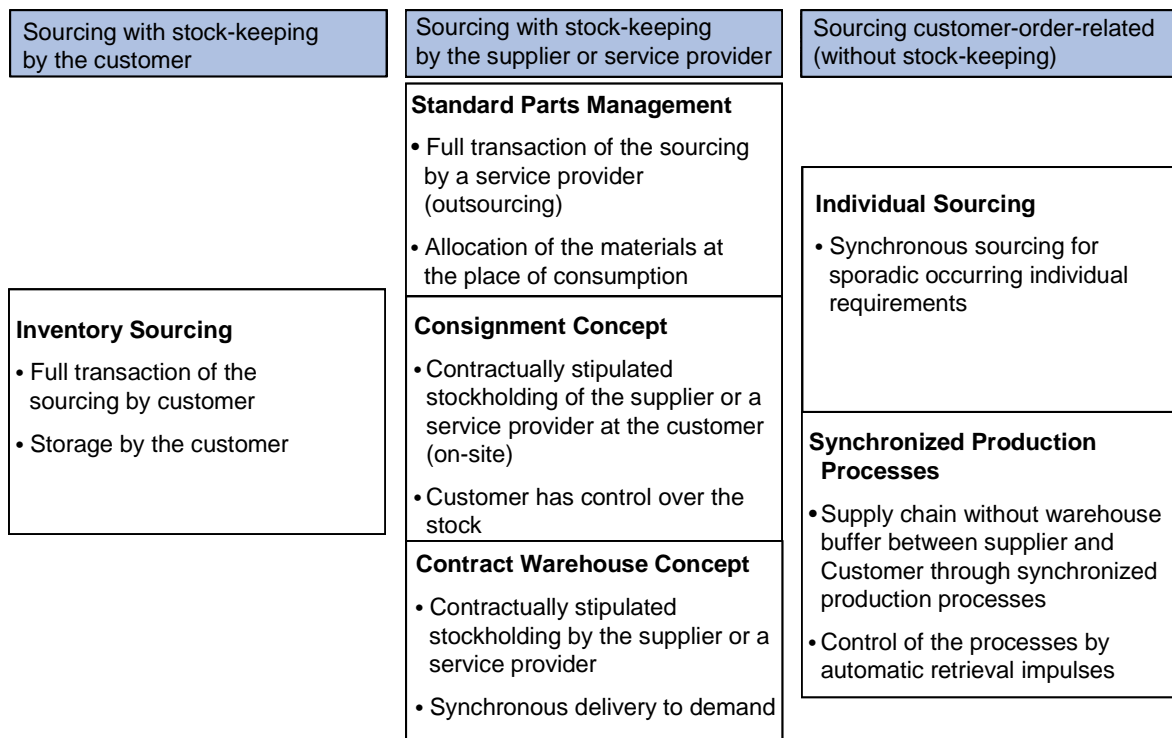 Sourcing with stock-keeping
by the customer
Inventory Sourcing
• Full transaction of the
sourcing by customer
• Storage by the customer
Sourcing with stock-keeping
by the supplier or service provider
Standard Parts Management
• Full transaction of the sourcing
by a service provider
(outsourcing)
• Allocation of the materials at
the place of consumption
Consignment Concept
• Contractually stipulated
stockholding of the supplier or a
service provider at the customer
(on-site)
• Customer has control over the
stock
Contract Warehouse Concept
• Contractually stipulated
stockholding by the supplier or a
service provider
• Synchronous delivery to demand
Sourcing customer-order-related
(without stock-keeping)
Individual Sourcing
• Synchronous sourcing for
sporadic occurring individual
requirements
Synchronized Production
Processes
• Supply chain without warehouse
buffer between supplier and
Customer through synchronized
production processes
• Control of the processes by
automatic retrieval impulses